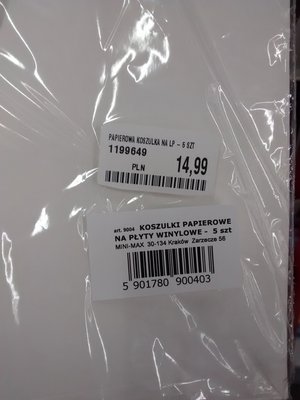 PAPIEROWA KOSZULKA NA LP - 6 SZT
1199649
PLN 14,99
art. 9004 KOSZULKI PAPIEROWE
NA PŁYTY WINYLOWE - 5 szt
MINI-MAX 30-134 Kraków Zarzecze 56
5 901780 900403